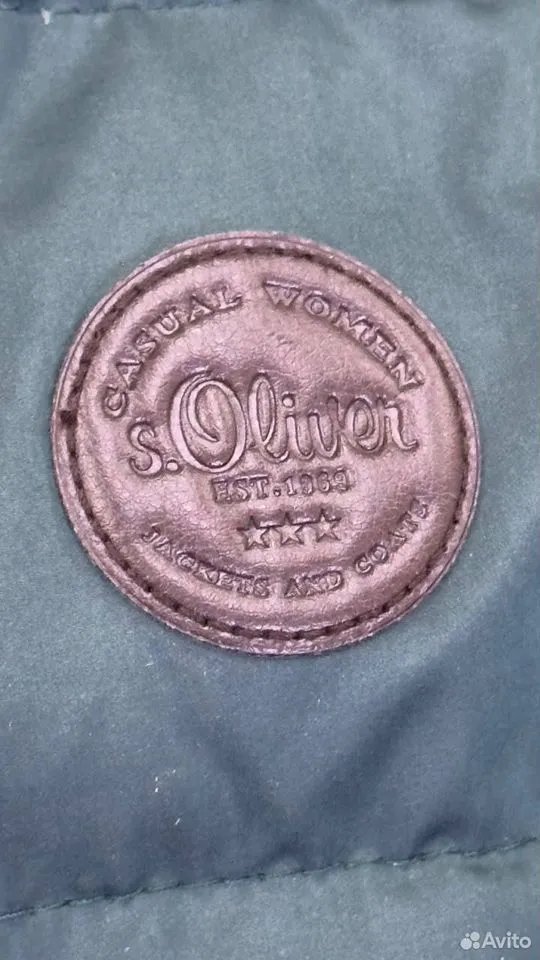 CASUAL WOMEN
s.Oliver
EST.1969
JACKETS AND COATS
Avito